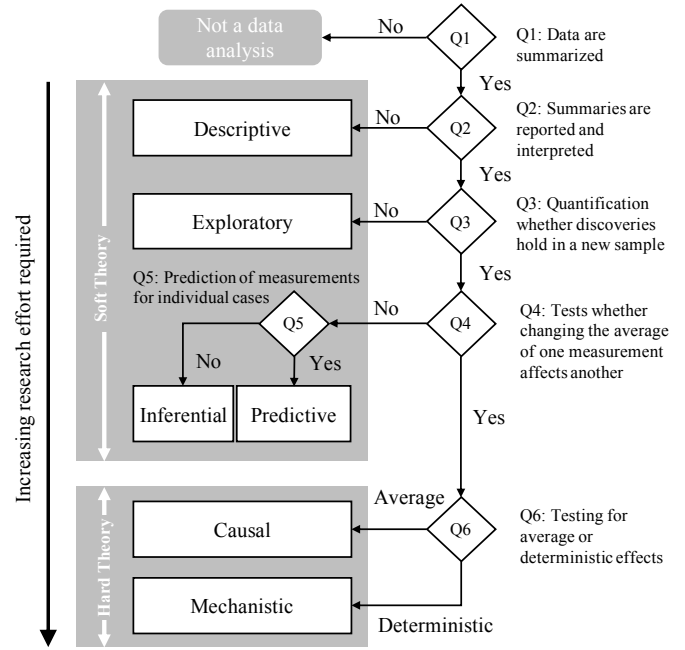 Not a data
analysis
No
Q1
Q1: Data are
summarized
Yes
Descriptive
No
Q2
Q2: Summaries are
reported and
interpreted
Yes
Exploratory
No
Q3
Q3: Quantification
whether discoveries
hold in a new sample
Yes
Q5: Prediction of measurements
for individual cases
Q5
No
Q4
Q4: Tests whether
changing the average
of one measurement
affects another
No
Yes
Inferential
Predictive
Yes
Soft Theory
Increasing research effort required
Average
Causal
Q6
Q6: Testing for
average or
deterministic effects
Mechanistic
Deterministic
Hard Theory